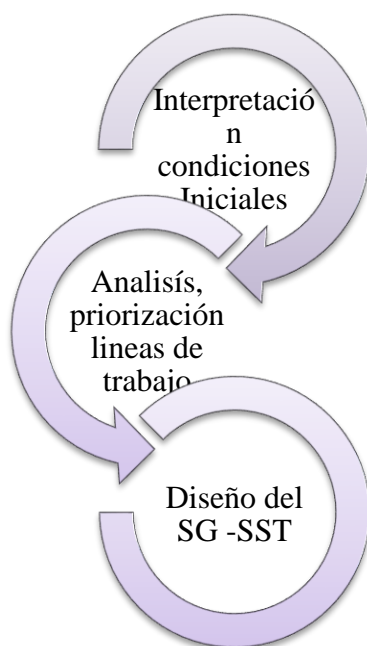 Interpretació
n
condiciones
Iniciales
Analisís,
priorización
lineas de
trabajo
Diseño del
SG -SST